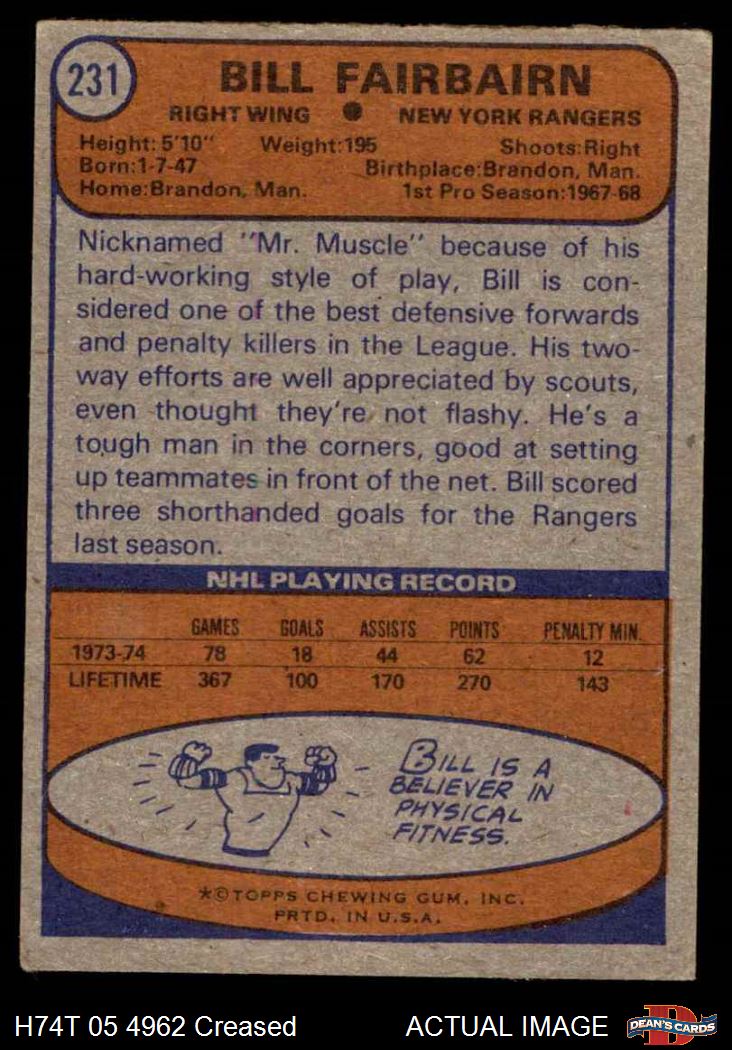 231
BILL FAIRBAIRN
RIGHT WING ● NEW YORK RANGERS
Height: 5'10" Weight:195 Shoots:Right
Born:1-7-47 Birthplace:Brandon, Man.
Home:Brandon, Man. 1st Pro Season:1967-68
Nicknamed "Mr. Muscle" because of his
hard-working style of play, Bill is con-
sidered one of the best defensive forwards
and penalty killers in the League. His two-
way efforts are well appreciated by scouts,
even thought they're not flashy. He's a
tough man in the corners, good at setting
up teammates in front of the net. Bill scored
three shorthanded goals for the Rangers
last season.
NHL PLAYING RECORD
GAMES GOALS ASSISTS POINTS PENALTY MIN.
1973-74 78 18 44 62 12
LIFETIME 367 100 170 270 143
BILL IS A
BELIEVER IN
PHYSICAL
FITNESS.
*©TOPPS CHEWING GUM, INC.
PRTD. IN U.S.A.
H74T 05 4962 Creased ACTUAL IMAGE
D
DEAN'S CARDS